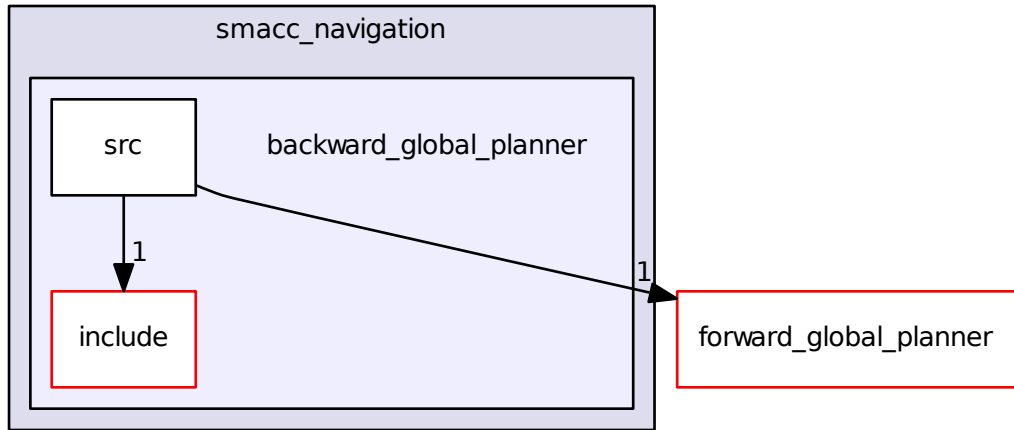 smacc_navigation
src
backward_global_planner
1
1
include
forward_global_planner